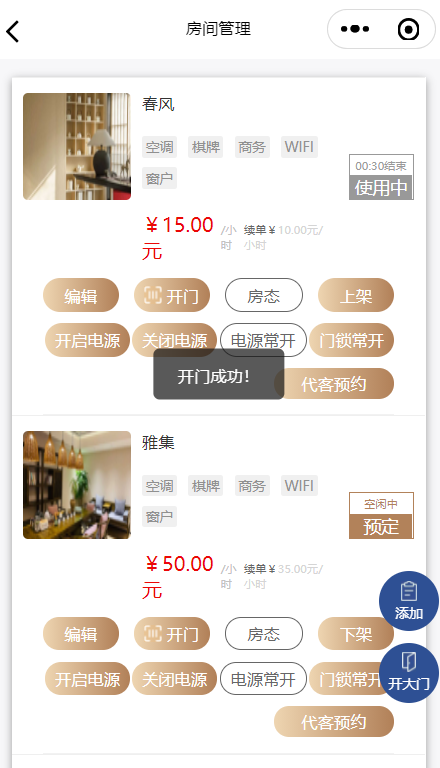 房间管理
春风
空调 棋牌 商务 WIFI
窗户
00:30结束
使用中
￥15.00 /小 续单￥10.00元/
元 时 小时
编辑 开门 房态 上架
开启电源 关闭电源 电源常开 门锁常开
开门成功！
代客预约
雅集
空调 棋牌 商务 WIFI
窗户
空闲中
预定
￥50.00 /小 续单￥35.00元/
元 时 小时
添加
编辑 开门 房态 下架
开启电源 关闭电源 电源常开 门锁常开
开大门
代客预约